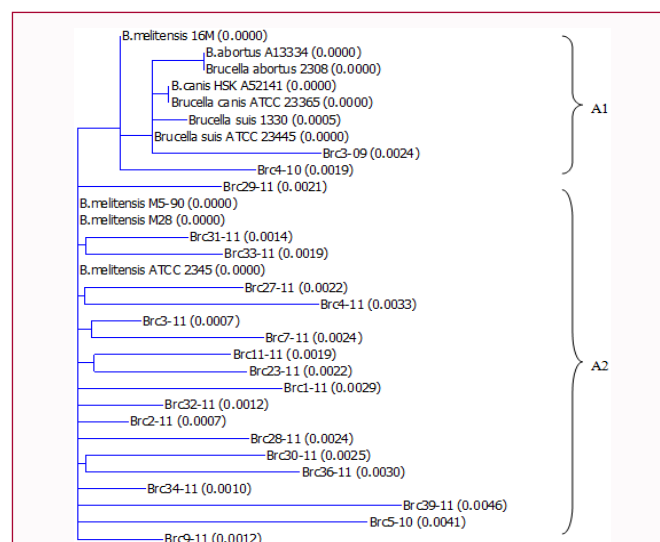 B.melitensis 16M (0.0000)
B.abortus A13334 (0.0000)
Brucella abortus 2308 (0.0000)
B.canis HSK A52141 (0.0000)
Brucella canis ATCC 23365 (0.0000)
A1
Brucella suis 1330 (0.0005)
Brucella suis ATCC 23445 (0.0000)
Brc3-09 (0.0024)
Brc4-10 (0.0019)
Brc29-11 (0.0021)
B.melitensis M5-90 (0.0000)
B.melitensis M28 (0.0000)
Brc31-11 (0.0014)
Brc33-11 (0.0019)
B.melitensis ATCC 2345 (0.0000)
Brc27-11 (0.0022)
Brc4-11 (0.0033)
Brc3-11 (0.0007)
Brc7-11 (0.0024)
Brc11-11 (0.0019)
A2
Brc23-11 (0.0022)
Brc1-11 (0.0029)
Brc32-11 (0.0012)
Brc2-11 (0.0007)
Brc28-11 (0.0024)
Brc30-11 (0.0025)
Brc36-11 (0.0030)
Brc34-11 (0.0010)
Brc39-11 (0.0046)
Brc5-10 (0.0041)
Brc9-11 (0.0012)